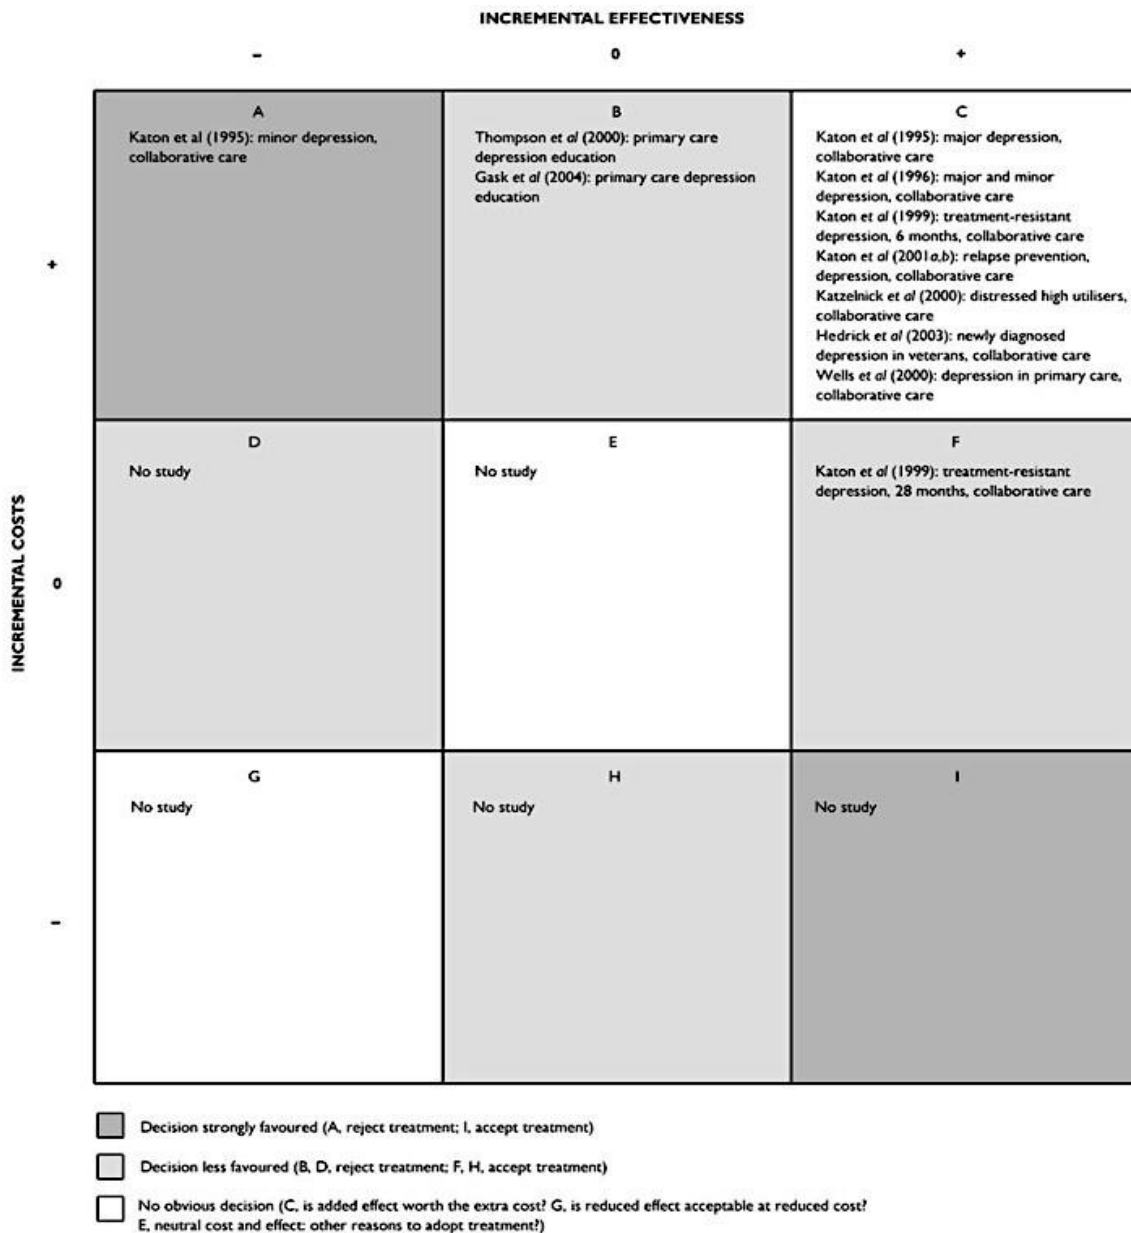 INCREMENTAL EFFECTIVENESS
– 0 +
A
Katon et al (1995): minor depression,
collaborative care
B
Thompson et al (2000): primary care
depression education
Gask et al (2004): primary care depression
education
C
Katon et al (1995): major depression,
collaborative care
Katon et al (1996): major and minor
depression, collaborative care
Katon et al (1999): treatment-resistant
depression, 6 months, collaborative care
Katon et al (2001a,b): relapse prevention,
depression, collaborative care
Katzelnick et al (2000): distressed high utilisers,
collaborative care
Hedrick et al (2003): newly diagnosed
depression in veterans, collaborative care
Wells et al (2000): depression in primary care,
collaborative care
+
D
No study
E
No study
F
Katon et al (1999): treatment-resistant
depression, 28 months, collaborative care
INCREMENTAL COSTS
0
G
No study
H
No study
I
No study
–
Decision strongly favoured (A, reject treatment; I, accept treatment)
Decision less favoured (B, D, reject treatment; F, H, accept treatment)
No obvious decision (C, is added effect worth the extra cost? G, is reduced effect acceptable at reduced cost?
E, neutral cost and effect: other reasons to adopt treatment?)